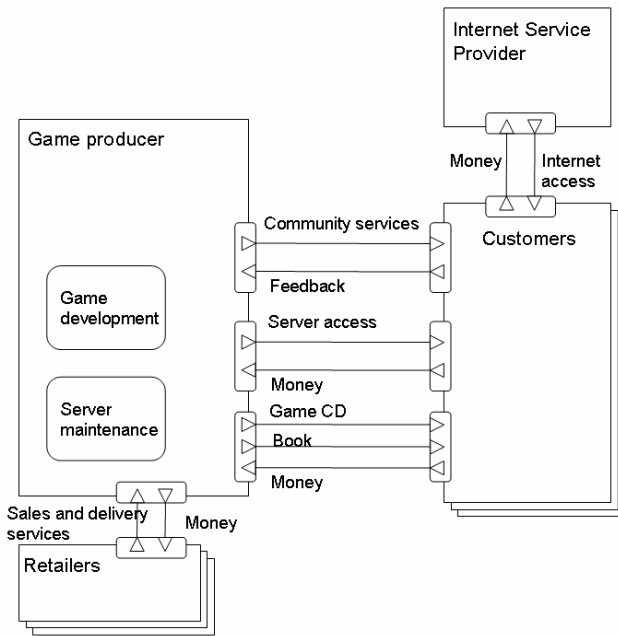 Internet Service
Provider
Game producer
Money
Internet
access
Community services
Customers
Feedback
Game
development
Server access
Money
Game CD
Server
maintenance
Book
Money
Sales and delivery
services
Money
Retailers